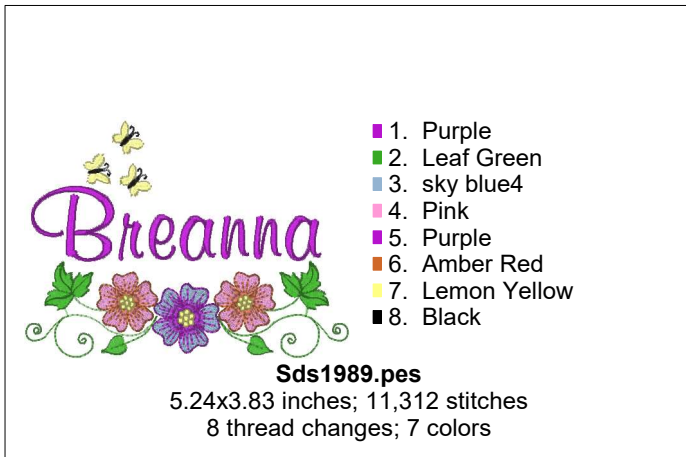 Breanna
1. Purple
2. Leaf Green
3. sky blue4
4. Pink
5. Purple
6. Amber Red
7. Lemon Yellow
8. Black
Sds1989.pes
5.24x3.83 inches; 11,312 stitches
8 thread changes; 7 colors